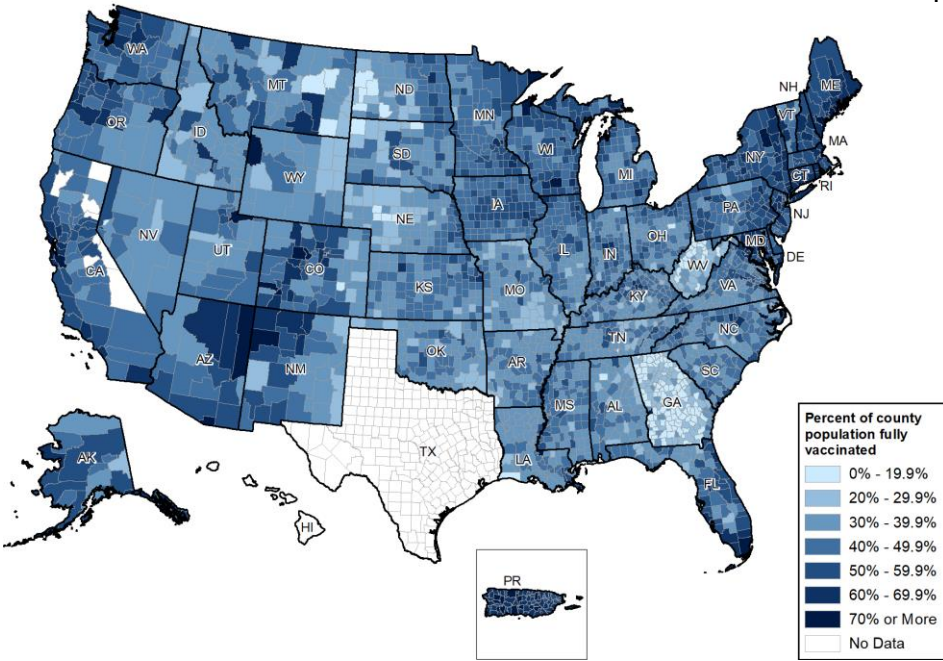 WA
MT
ND
MN
OR
ID
SD
WI
MI
NY
VT
NH
ME
MA
CT
RI
WY
IA
NE
PA
NJ
NV
UT
CO
IL
IN
OH
MD
DE
CA
WV
VA
KS
MO
KY
AZ
NM
OK
AR
TN
NC
SC
MS
AL
GA
TX
LA
FL
AK
HI
PR
Percent of county
population fully
vaccinated
0% - 19.9%
20% - 29.9%
30% - 39.9%
40% - 49.9%
50% - 59.9%
60% - 69.9%
70% or More
No Data